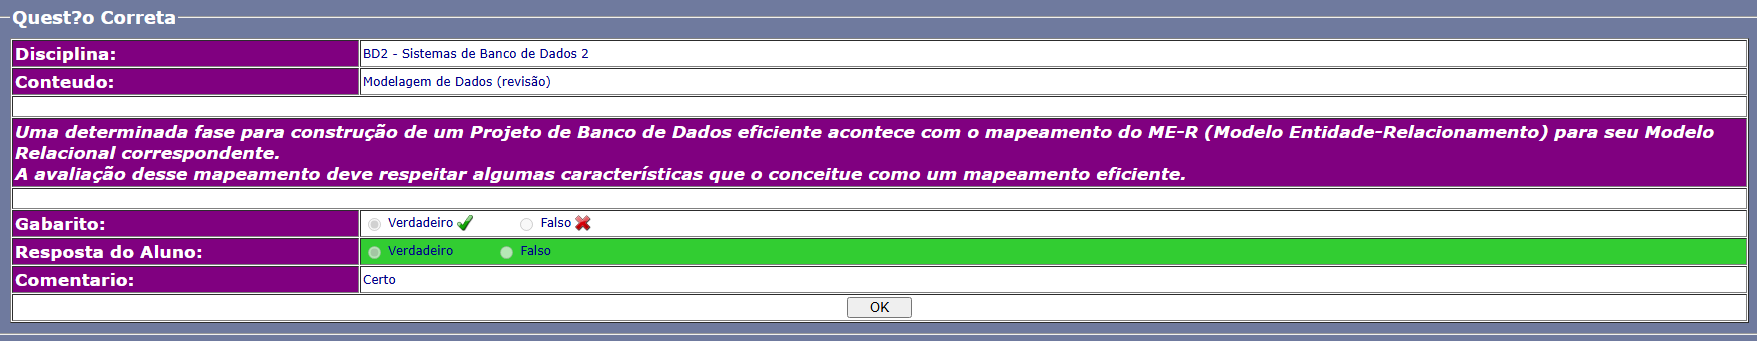 Quest?o Correta
Disciplina: BD2 - Sistemas de Banco de Dados 2
Conteudo: Modelagem de Dados (revisão)
Uma determinada fase para construção de um Projeto de Banco de Dados eficiente acontece com o mapeamento do ME-R (Modelo Entidade-Relacionamento) para seu Modelo
Relacional correspondente.
A avaliação desse mapeamento deve respeitar algumas características que o conceitue como um mapeamento eficiente.
Gabarito: Verdadeiro Falso
Resposta do Aluno: Verdadeiro Falso
Comentario: Certo
OK